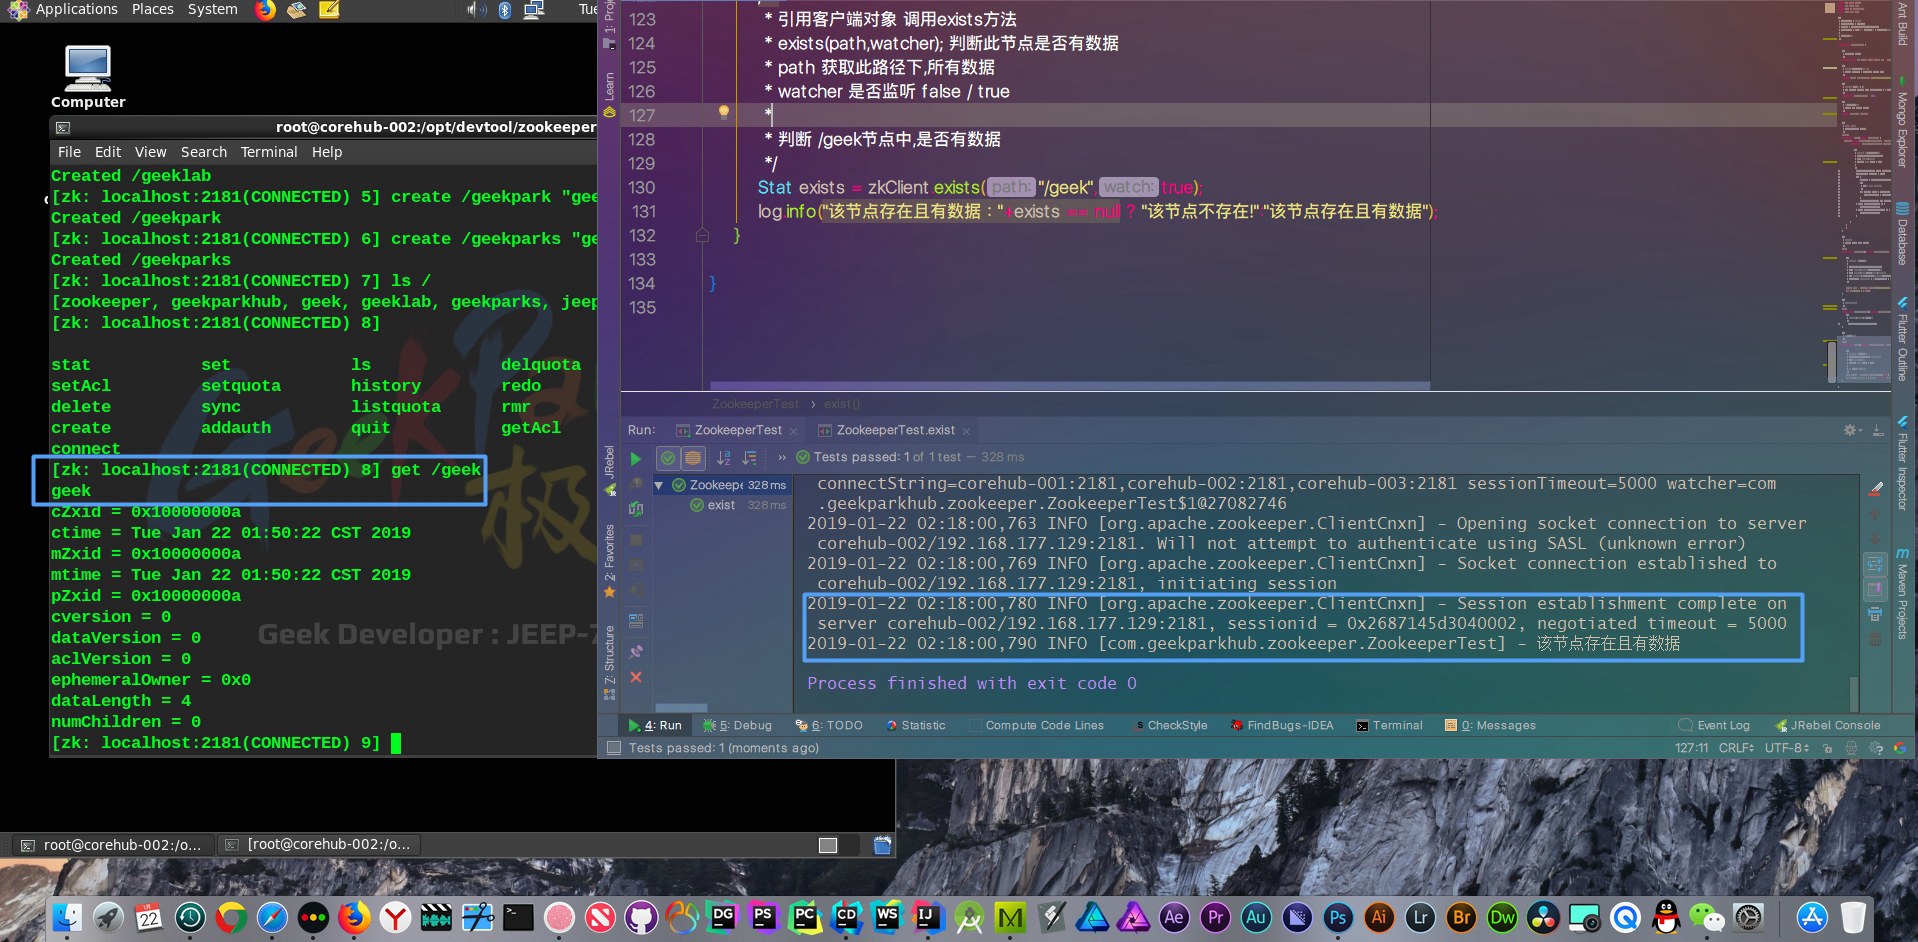 Applications Places System Tue
Computer
root@corehub-002:/opt/devtool/zookeeper
File Edit View Search Terminal Help
Created /geeklab
[zk: localhost:2181(CONNECTED) 5] create /geekpark "gee
Created /geekpark
[zk: localhost:2181(CONNECTED) 6] create /geekparks "ge
Created /geekparks
[zk: localhost:2181(CONNECTED) 7] ls /
[zookeeper, geekparkhub, geek, geeklab, geekparks, jeep
[zk: localhost:2181(CONNECTED) 8]
stat set ls delquota
setAcl setquota history redo
delete sync listquota rmr
create addauth quit getAcl
connect
[zk: localhost:2181(CONNECTED) 8] get /geek
geek
cZxid = 0x10000000a
ctime = Tue Jan 22 01:50:22 CST 2019
mZxid = 0x10000000a
mtime = Tue Jan 22 01:50:22 CST 2019
pZxid = 0x10000000a
cversion = 0
dataVersion = 0
aclVersion = 0
ephemeralOwner = 0x0
dataLength = 4
numChildren = 0
[zk: localhost:2181(CONNECTED) 9]
GeekPa
极
Geek Developer : JEEP-7
root@corehub-002:/o... [root@corehub-002:/o...
1: Proje
Learn
JRebel
2: Favorites
Z: Structure
123 * 引用客户端对象 调用exists方法
124 * exists(path,watcher); 判断此节点是否有数据
125 * path 获取此路径下,所有数据
126 * watcher 是否监听 false / true
127 *
128 * 判断 /geek节点中,是否有数据
129 */
130 Stat exists = zkClient.exists( path: "/geek", watch: true);
131 log.info("该节点存在且有数据 : "+exists == null ? "该节点不存在!":"该节点存在且有数据");
132 }
133
134 }
135
ZookeeperTest › exist()
Run: ZookeeperTest × ZookeeperTest.exist ×
» Tests passed: 1 of 1 test – 328 ms
Zookeepe 328 ms
exist 328 ms
connectString=corehub-001:2181,corehub-002:2181,corehub-003:2181 sessionTimeout=5000 watcher=com
.geekparkhub.zookeeper.ZookeeperTest$1@27082746
2019-01-22 02:18:00,763 INFO [org.apache.zookeeper.ClientCnxn] - Opening socket connection to server
corehub-002/192.168.177.129:2181. Will not attempt to authenticate using SASL (unknown error)
2019-01-22 02:18:00,769 INFO [org.apache.zookeeper.ClientCnxn] - Socket connection established to
corehub-002/192.168.177.129:2181, initiating session
2019-01-22 02:18:00,780 INFO [org.apache.zookeeper.ClientCnxn] - Session establishment complete on
server corehub-002/192.168.177.129:2181, sessionid = 0x2687145d3040002, negotiated timeout = 5000
2019-01-22 02:18:00,790 INFO [com.geekparkhub.zookeeper.ZookeeperTest] - 该节点存在且有数据
Process finished with exit code 0
4: Run 5: Debug 6: TODO Statistic Compute Code Lines CheckStyle FindBugs-IDEA Terminal 0: Messages Event Log JRebel Console
Tests passed: 1 (moments ago) 127:11 CRLF UTF-8
Ant Build
Mongo Explorer
Database
Flutter Outline
Flutter Inspector
Maven Projects
22 DG PS PC CD WS IJ M Ae Pr Au Ps Ai Lr Br Dw